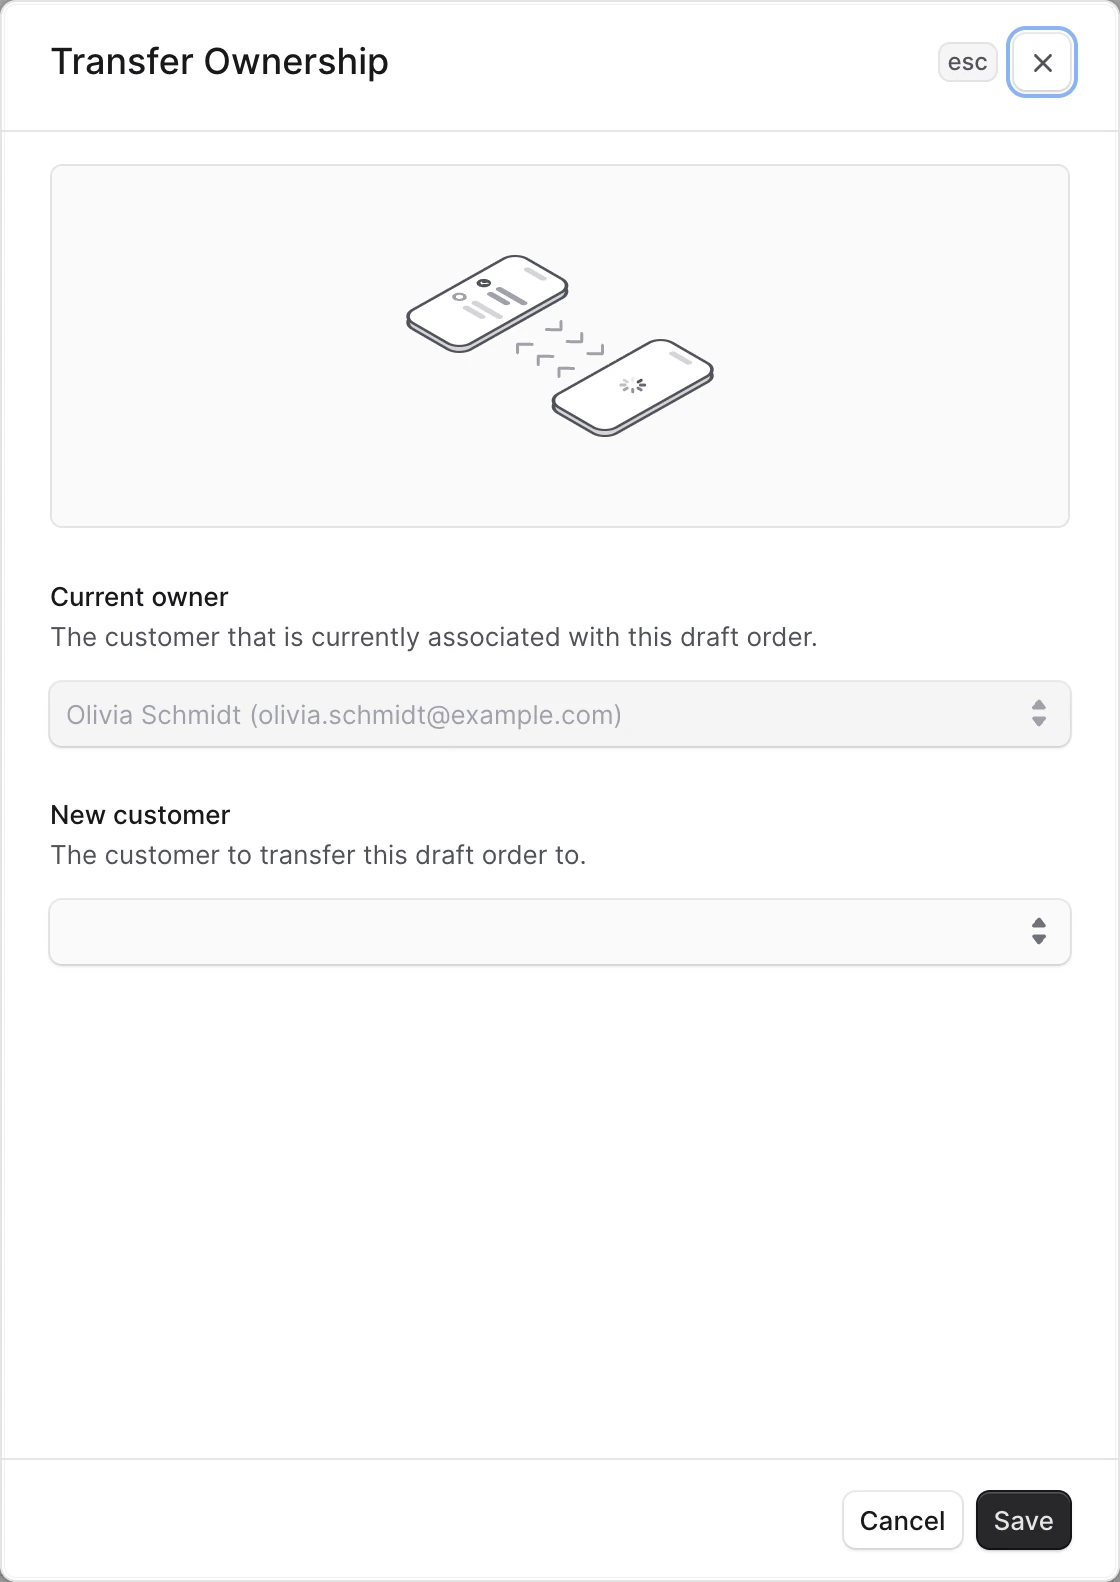 Transfer Ownership
esc
Current owner
The customer that is currently associated with this draft order.
Olivia Schmidt (olivia.schmidt@example.com)
New customer
The customer to transfer this draft order to.
Cancel
Save